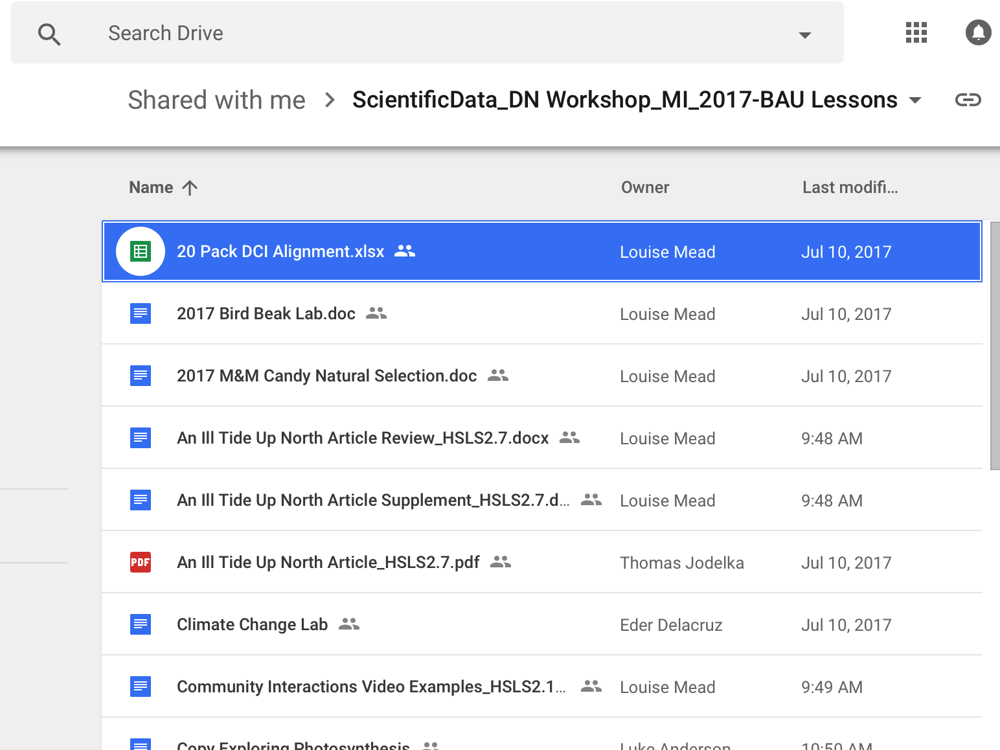 Search Drive
Shared with me > ScientificData_DN Workshop_MI_2017-BAU Lessons
Name Owner Last modifi...
20 Pack DCI Alignment.xlsx Louise Mead Jul 10, 2017
2017 Bird Beak Lab.doc Louise Mead Jul 10, 2017
2017 M&M Candy Natural Selection.doc Louise Mead Jul 10, 2017
An Ill Tide Up North Article Review_HSLS2.7.docx Louise Mead 9:48 AM
An Ill Tide Up North Article Supplement_HSLS2.7.d... Louise Mead 9:48 AM
PDF An Ill Tide Up North Article_HSLS2.7.pdf Thomas Jodelka Jul 10, 2017
Climate Change Lab Eder Delacruz Jul 10, 2017
Community Interactions Video Examples_HSLS2.1... Louise Mead 9:49 AM
Copy Exploring Photosynthesis Luke Anderson 10:50 AM